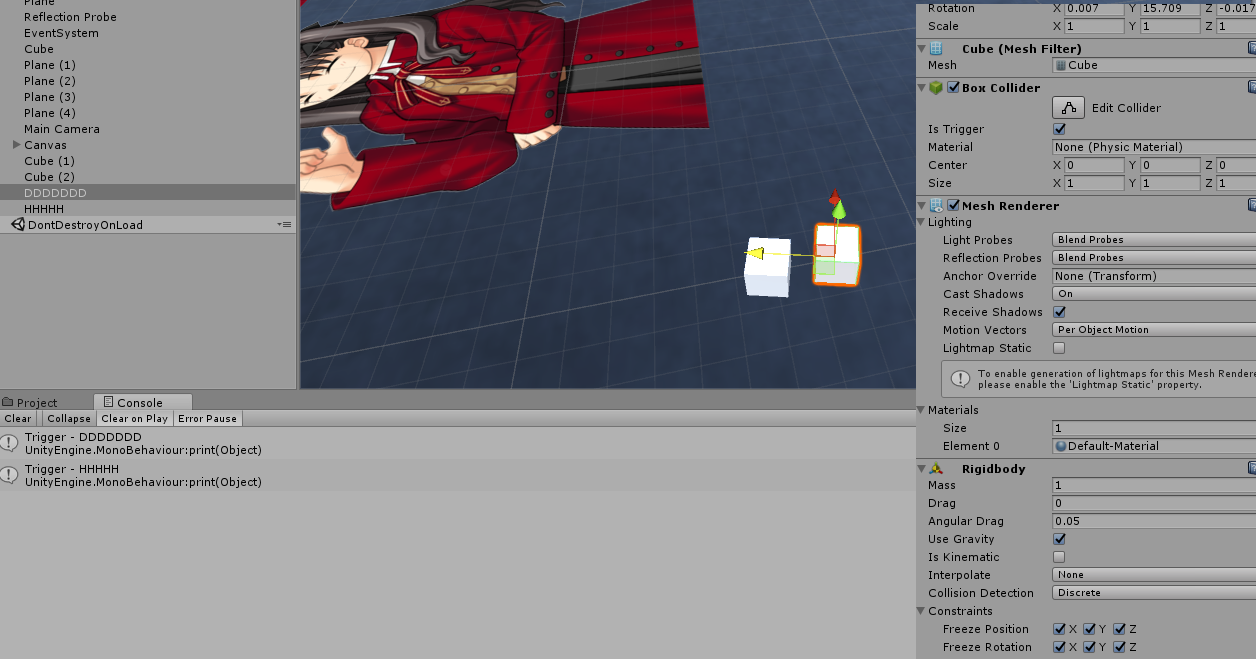 Plane
Reflection Probe
EventSystem
Cube
Plane (1)
Plane (2)
Plane (3)
Plane (4)
Main Camera
Canvas
Cube (1)
Cube (2)
DDDDDDD
HHHHH
DontDestroyOnLoad
Project
Console
Clear Collapse Clear on Play Error Pause
Trigger - DDDDDDD
UnityEngine.MonoBehaviour:print(Object)
Trigger - HHHHH
UnityEngine.MonoBehaviour:print(Object)
Rotation X 0.007 Y 15.709 Z -0.017
Scale X 1 Y 1 Z 1
Cube (Mesh Filter)
Mesh Cube
Box Collider
Edit Collider
Is Trigger
Material None (Physic Material)
Center X 0 Y 0 Z 0
Size X 1 Y 1 Z 1
Mesh Renderer
Lighting
Light Probes Blend Probes
Reflection Probes Blend Probes
Anchor Override None (Transform)
Cast Shadows On
Receive Shadows
Motion Vectors Per Object Motion
Lightmap Static
To enable generation of lightmaps for this Mesh Rendere
please enable the 'Lightmap Static' property.
Materials
Size 1
Element 0 Default-Material
Rigidbody
Mass 1
Drag 0
Angular Drag 0.05
Use Gravity
Is Kinematic
Interpolate None
Collision Detection Discrete
Constraints
Freeze Position X Y Z
Freeze Rotation X Y Z